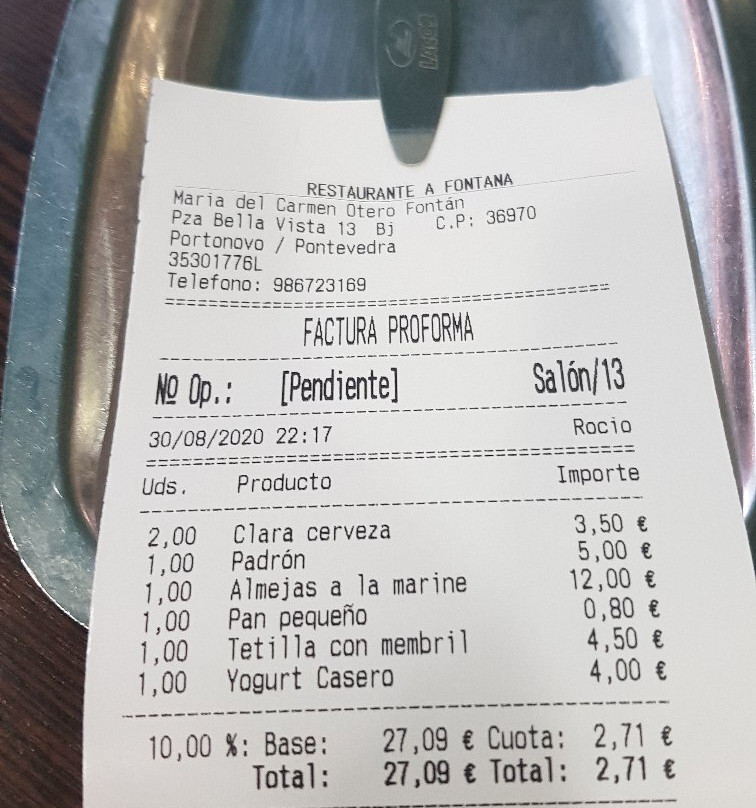 RESTAURANTE A FONTANA
Maria del Carmen Otero Fontán
Pza Bella Vista 13 Bj C.P: 36970
Portonovo / Pontevedra
35301776L
Telefono: 986723169
FACTURA PROFORMA
Nº Op.: [Pendiente] Salón/13
30/08/2020 22:17 Rocio
Uds. Producto Importe
2,00 Clara cerveza 3,50 €
1,00 Padrón 5,00 €
1,00 Almejas a la marine 12,00 €
1,00 Pan pequeño 0,80 €
1,00 Tetilla con membril 4,50 €
1,00 Yogurt Casero 4,00 €
10,00 %: Base: 27,09 € Cuota: 2,71 €
Total: 27,09 € Total: 2,71 €